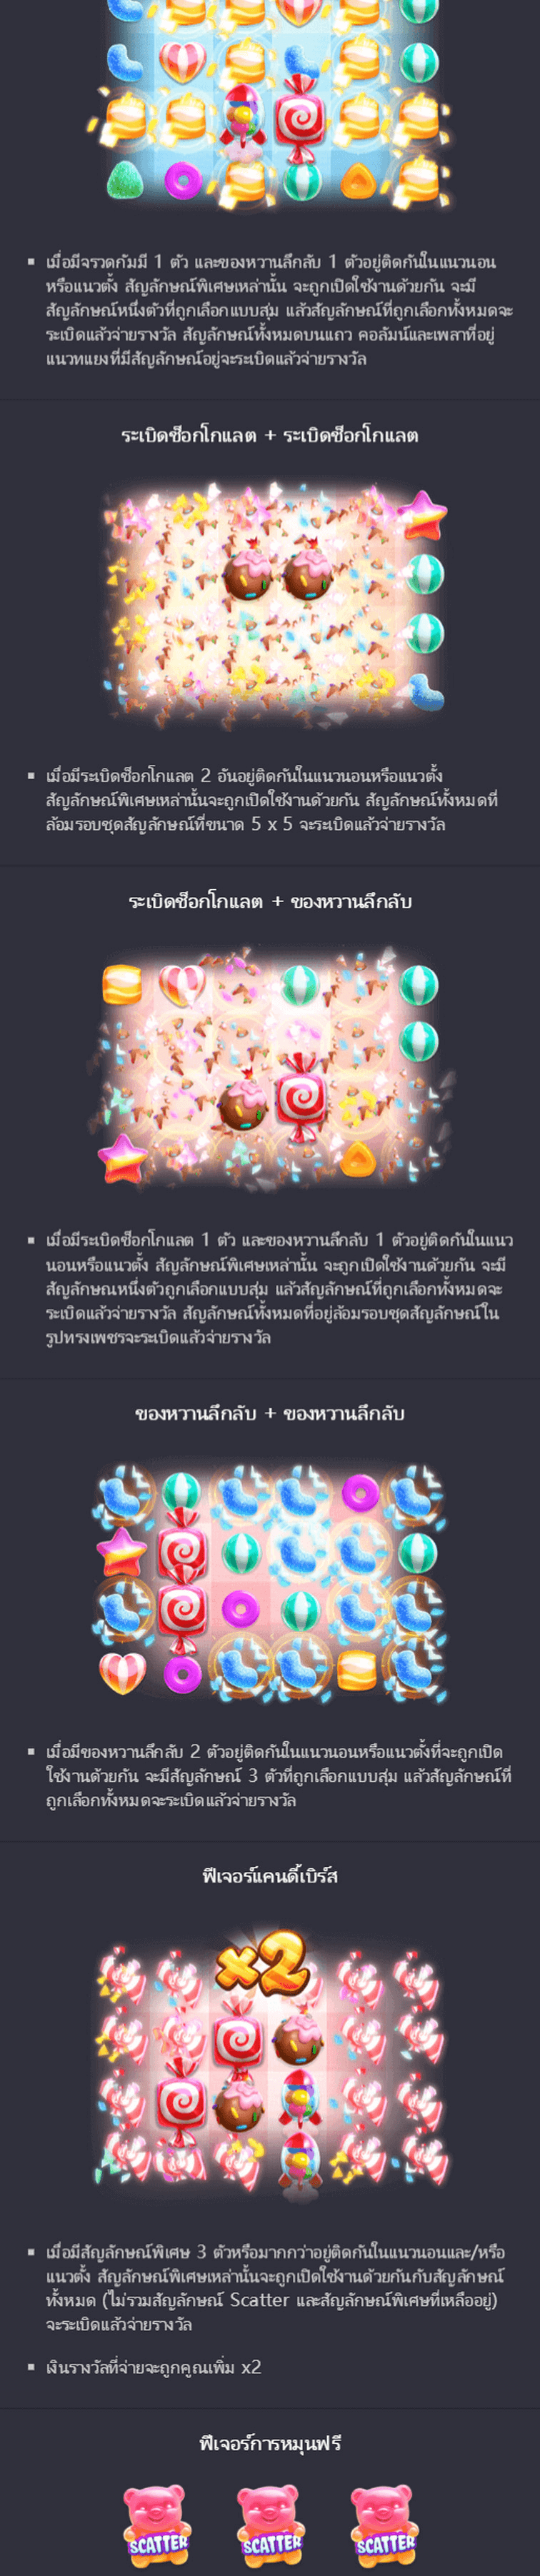 เมื่อมีจรวดกัมมี 1 ตัว และของหวานลึกลับ 1 ตัวอยู่ติดกันในแนวนอน
หรือแนวตั้ง สัญลักษณ์พิเศษเหล่านั้น จะถูกเปิดใช้งานด้วยกัน จะมี
สัญลักษณ์หนึ่งตัวที่ถูกเลือกแบบสุ่ม แล้วสัญลักษณ์ที่ถูกเลือกทั้งหมดจะ
ระเบิดแล้วจ่ายรางวัล สัญลักษณ์ทั้งหมดบนแถว คอลัมน์และเพลาที่อยู่
แนวทแยงที่มีสัญลักษณ์อยู่จะระเบิดแล้วจ่ายรางวัล
ระเบิดช็อกโกแลต + ระเบิดช็อกโกแลต
เมื่อมีระเบิดช็อกโกแลต 2 อันอยู่ติดกันในแนวนอนหรือแนวตั้ง
สัญลักษณ์พิเศษเหล่านั้นจะถูกเปิดใช้งานด้วยกัน สัญลักษณ์ทั้งหมดที่
ล้อมรอบชุดสัญลักษณ์ที่ขนาด 5 x 5 จะระเบิดแล้วจ่ายรางวัล
ระเบิดช็อกโกแลต + ของหวานลึกลับ
เมื่อมีระเบิดช็อกโกแลต 1 ตัว และของหวานลึกลับ 1 ตัวอยู่ติดกันในแนว
นอนหรือแนวตั้ง สัญลักษณ์พิเศษเหล่านั้น จะถูกเปิดใช้งานด้วยกัน จะมี
สัญลักษณหนึ่งตัวถูกเลือกแบบสุ่ม แล้วสัญลักษณ์ที่ถูกเลือกทั้งหมดจะ
ระเบิดแล้วจ่ายรางวัล สัญลักษณ์ทั้งหมดที่อยู่ล้อมรอบชุดสัญลักษณ์ใน
รูปทรงเพชรจะระเบิดแล้วจ่ายรางวัล
ของหวานลึกลับ + ของหวานลึกลับ
เมื่อมีของหวานลึกลับ 2 ตัวอยู่ติดกันในแนวนอนหรือแนวตั้งที่จะถูกเปิด
ใช้งานด้วยกัน จะมีสัญลักษณ์ 3 ตัวที่ถูกเลือกแบบสุ่ม แล้วสัญลักษณ์ที่
ถูกเลือกทั้งหมดจะระเบิดแล้วจ่ายรางวัล
ฟีเจอร์แคนดี้เบิร์ส
x2
เมื่อมีสัญลักษณ์พิเศษ 3 ตัวหรือมากกว่าอยู่ติดกันในแนวนอนและ/หรือ
แนวตั้ง สัญลักษณ์พิเศษเหล่านั้นจะถูกเปิดใช้งานด้วยกันกับสัญลักษณ์
ทั้งหมด (ไม่รวมสัญลักษณ์ Scatter และสัญลักษณ์พิเศษที่เหลืออยู่)
จะระเบิดแล้วจ่ายรางวัล
เงินรางวัลที่จ่ายจะถูกคูณเพิ่ม x2
ฟีเจอร์การหมุนฟรี
SCATTER SCATTER SCATTER